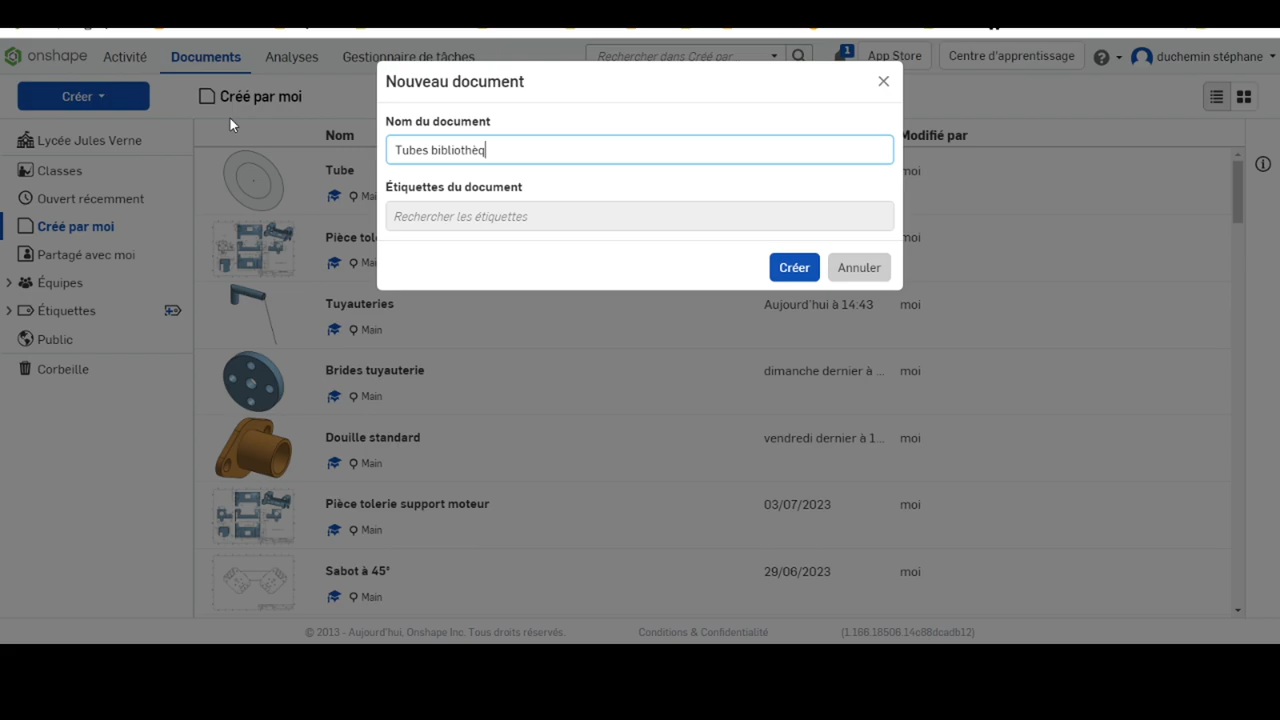 onshape Activité Documents Analyses Gestionnaire de tâches Rechercher dans Créé par 1 App Store Centre d'apprentissage duchemin stéphane
Créer
Créé par moi
Nouveau document
Nom du document
Tubes bibliothèq
Étiquettes du document
Rechercher les étiquettes
Créer Annuler
Lycée Jules Verne
Classes
Ouvert récemment
Créé par moi
Partagé avec moi
Équipes
Étiquettes
Public
Corbeille
Nom Modifié par
Tube moi
Pièce moi
Tuyauteries Aujourd'hui à 14:43 moi
Main
Brides tuyauterie dimanche dernier à ... moi
Main
Douille standard vendredi dernier à 1... moi
Main
Pièce tolerie support moteur 03/07/2023 moi
Main
Sabot à 45° 29/06/2023 moi
Main
© 2013 - Aujourd'hui, Onshape Inc. Tous droits réservés. Conditions & Confidentialité (1.166.18506.14c88dcadb12)